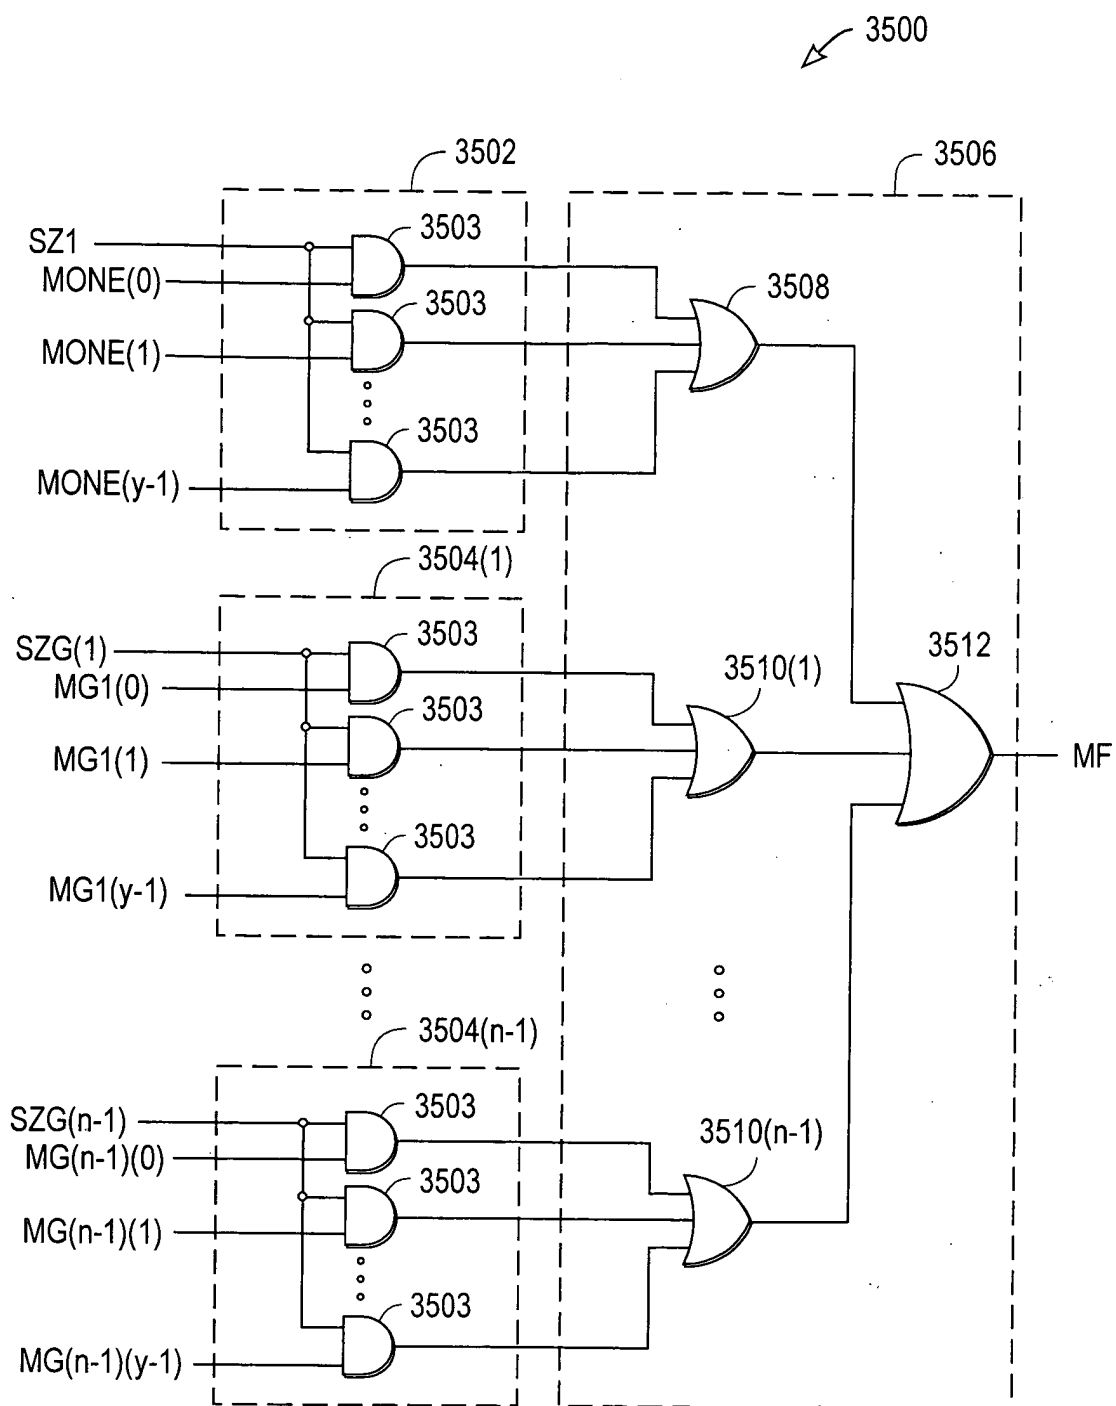 3500
3502
3506
SZ1
3503
MONE(0)
3503
3508
MONE(1)
3503
MONE(y-1)
3504(1)
SZG(1)
3503
MG1(0)
3510(1)
3512
3503
MG1(1)
MF
3503
MG1(y-1)
3504(n-1)
SZG(n-1)
3503
MG(n-1)(0)
3510(n-1)
3503
MG(n-1)(1)
3503
MG(n-1)(y-1)